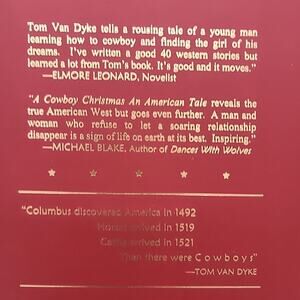 Tom Van Dyke tells a rousing tale of a young man
learning how to cowboy and finding the girl of his
dreams. I've written a good 40 western stories but
learned a lot from Tom's book. It's good and it moves."
—ELMORE LEONARD, Novelist
"A Cowboy Christmas An American Tale reveals the
true American West but goes even further. A man and
woman who refuse to let a soaring relationship
disappear is a sign of life on earth at its best. Inspiring."
—MICHAEL BLAKE, Author of Dances With Wolves
"Columbus discovered America in 1492
Horses arrived in 1519
Cattle arrived in 1521
Then there were Cowboys"
—TOM VAN DYKE